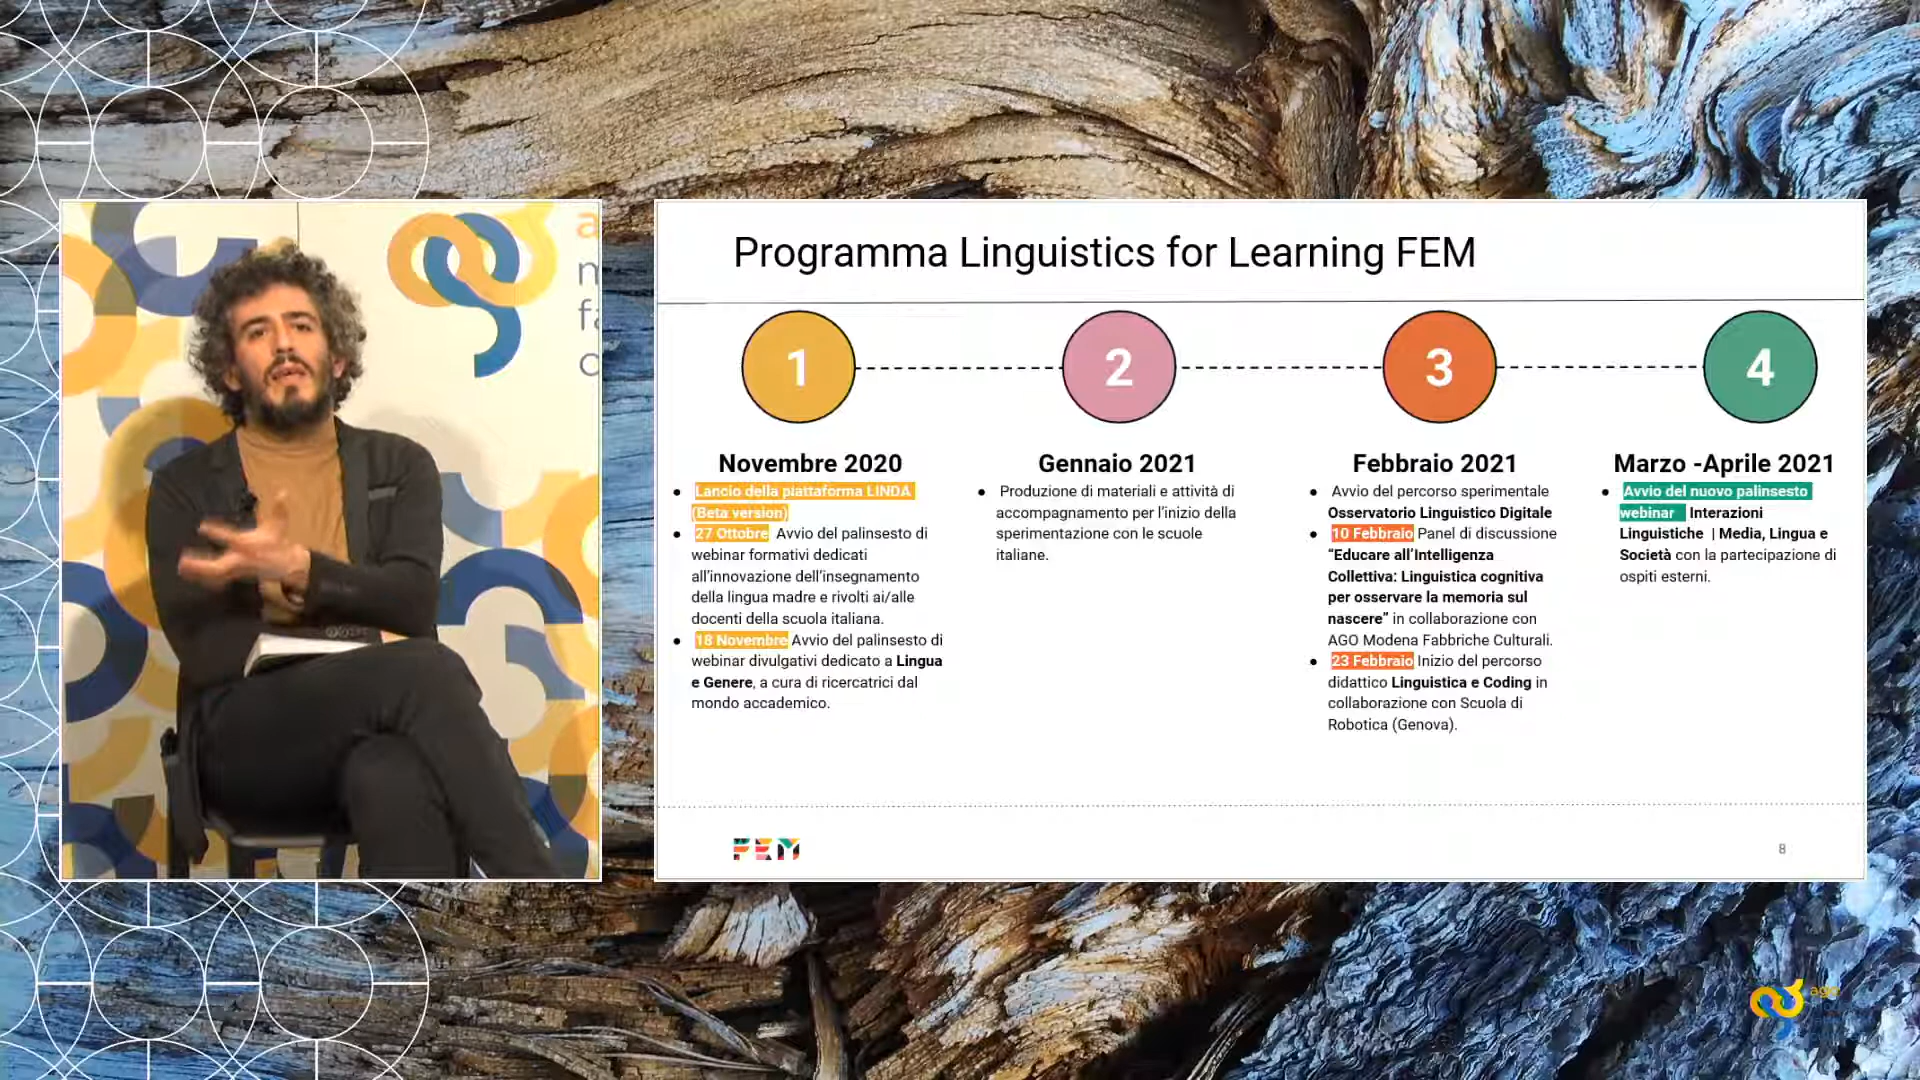 Programma Linguistics for Learning FEM
1
2
3
4
Novembre 2020
● Lancio della piattaforma LINDA
(Beta version)
● 27 Ottobre Avvio del palinsesto di
webinar formativi dedicati
all'innovazione dell'insegnamento
della lingua madre e rivolti ai/alle
docenti della scuola italiana.
● 18 Novembre Avvio del palinsesto di
webinar divulgativi dedicato a Lingua
e Genere, a cura di ricercatrici dal
mondo accademico.
Gennaio 2021
● Produzione di materiali e attività di
accompagnamento per l'inizio della
sperimentazione con le scuole
italiane.
Febbraio 2021
● Avvio del percorso sperimentale
Osservatorio Linguistico Digitale
● 10 Febbraio Panel di discussione
“Educare all'Intelligenza
Collettiva: Linguistica cognitiva
per osservare la memoria sul
nascere” in collaborazione con
AGO Modena Fabbriche Culturali.
● 23 Febbraio Inizio del percorso
didattico Linguistica e Coding in
collaborazione con Scuola di
Robotica (Genova).
Marzo -Aprile 2021
● Avvio del nuovo palinsesto
webinar Interazioni
Linguistiche | Media, Lingua e
Società con la partecipazione di
ospiti esterni.
FEM
8
ago